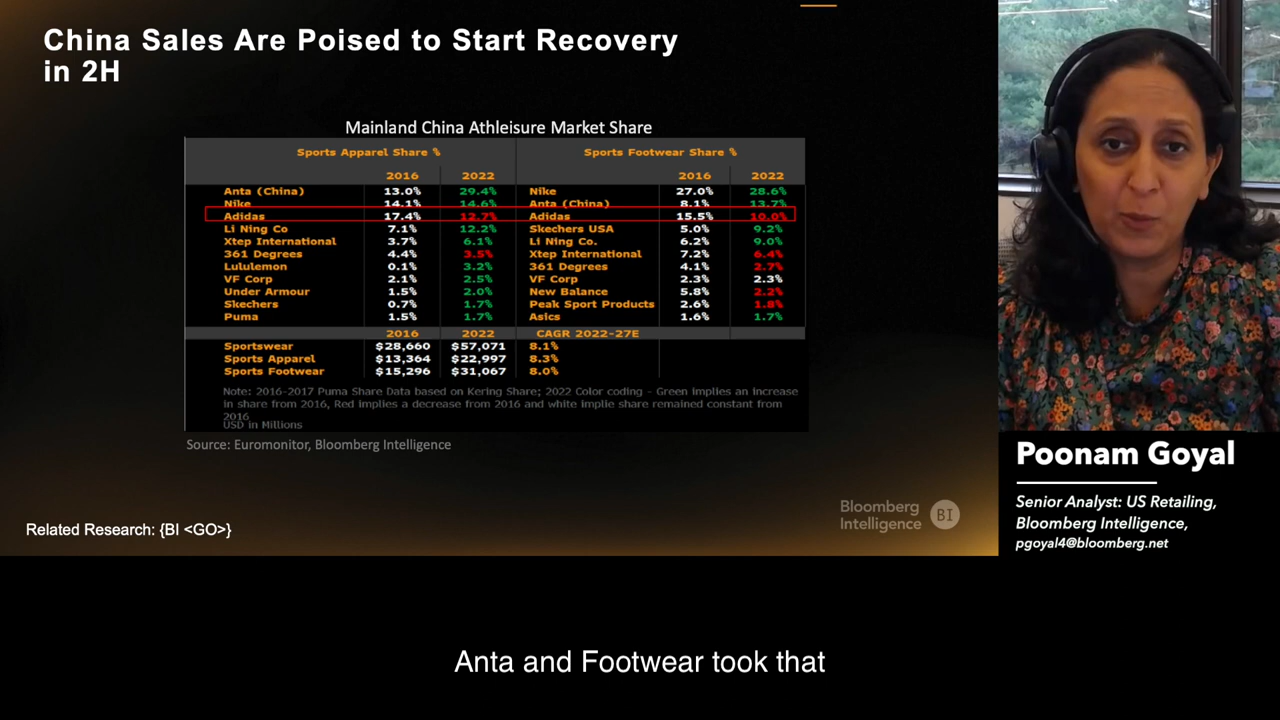 China Sales Are Poised to Start Recovery
in 2H
Mainland China Athleisure Market Share
Sports Apparel Share % Sports Footwear Share %
2016 2022 2016 2022
Anta (China) 13.0% 29.4% Nike 27.0% 28.6%
Nike 14.1% 14.6% Anta (China) 8.1% 13.7%
Adidas 17.4% 12.7% Adidas 15.5% 10.0%
Li Ning Co 7.1% 12.2% Skechers USA 5.0% 9.2%
Xtep International 3.7% 6.1% Li Ning Co. 6.2% 9.0%
361 Degrees 4.4% 3.5% Xtep International 7.2% 6.4%
Lululemon 0.1% 3.2% 361 Degrees 4.1% 2.7%
VF Corp 2.1% 2.5% VF Corp 2.3% 2.3%
Under Armour 1.5% 2.0% New Balance 5.8% 2.2%
Skechers 0.7% 1.7% Peak Sport Products 2.6% 1.8%
Puma 1.5% 1.7% Asics 1.6% 1.7%
2016 2022 CAGR 2022-27E
Sportswear $28,660 $57,071 8.1%
Sports Apparel $13,364 $22,997 8.3%
Sports Footwear $15,296 $31,067 8.0%
Note: 2016-2017 Puma Share Data based on Kering Share; 2022 Color coding - Green implies an increase
in share from 2016, Red implies a decrease from 2016 and white implie share remained constant from
2016
USD in Millions
Source: Euromonitor, Bloomberg Intelligence
Bloomberg
Intelligence BI
Related Research: {BI <GO>}
Poonam Goyal
Senior Analyst: US Retailing,
Bloomberg Intelligence,
pgoyal4@bloomberg.net
Anta and Footwear took that